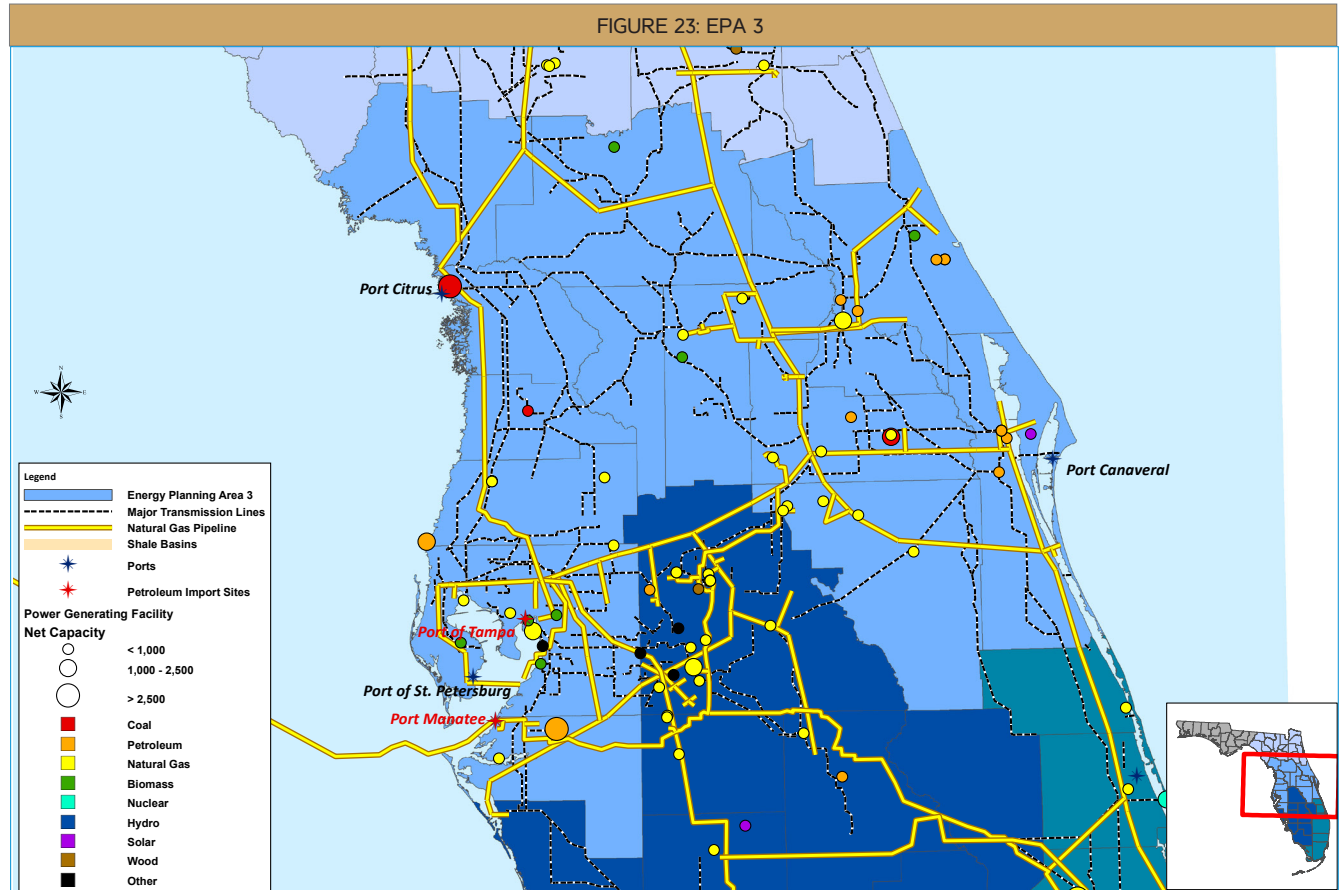 FIGURE 23: EPA 3
Port Citrus
N
W
E
S
Port Canaveral
Port of Tampa
Port of St. Petersburg
Port Manatee
Legend
Energy Planning Area 3
Major Transmission Lines
Natural Gas Pipeline
Shale Basins
Ports
Petroleum Import Sites
Power Generating Facility
Net Capacity
< 1,000
1,000 - 2,500
> 2,500
Coal
Petroleum
Natural Gas
Biomass
Nuclear
Hydro
Solar
Wood
Other